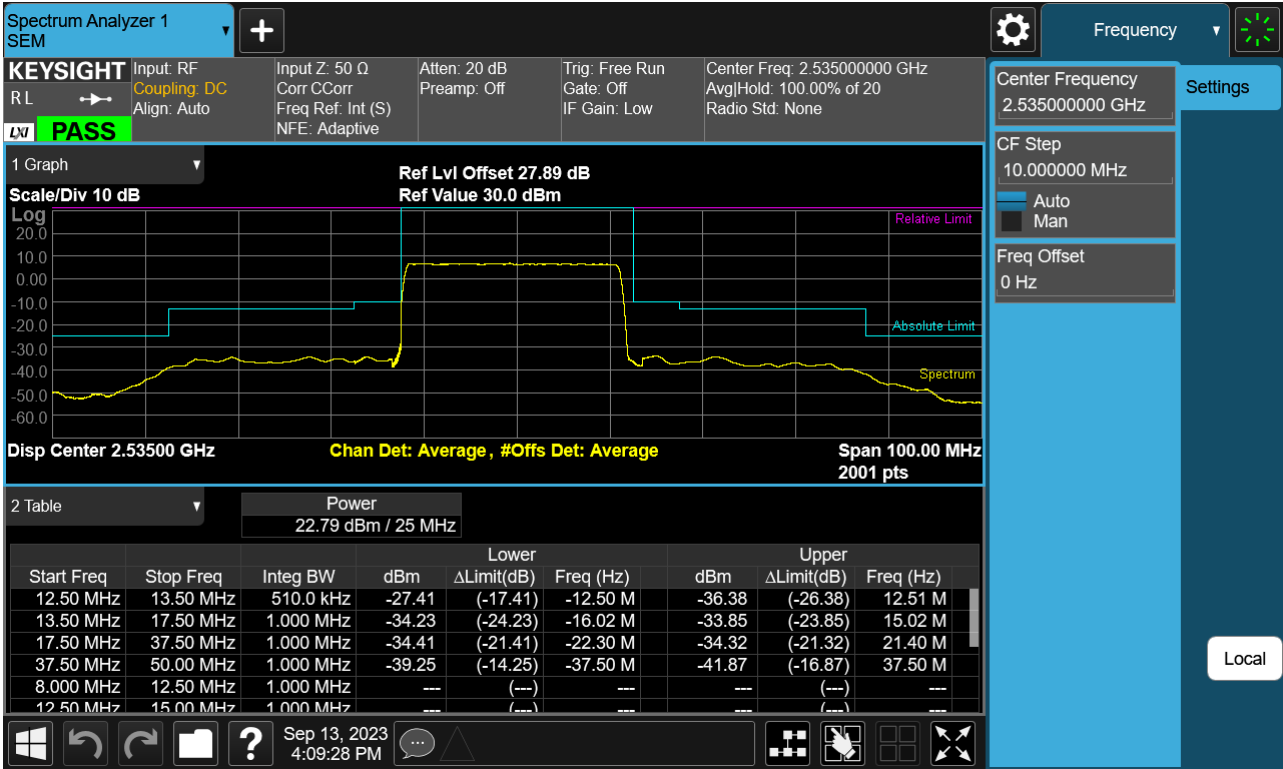 Spectrum Analyzer 1
SEM
+
Frequency
KEYSIGHT
R L
LXI
PASS
Input: RF
Coupling: DC
Align: Auto
Input Z: 50 Ω
Corr CCorr
Freq Ref: Int (S)
NFE: Adaptive
Atten: 20 dB
Preamp: Off
Trig: Free Run
Gate: Off
IF Gain: Low
Center Freq: 2.535000000 GHz
Avg|Hold: 100.00% of 20
Radio Std: None
Center Frequency
2.535000000 GHz
Settings
CF Step
10.000000 MHz
Auto
Man
Freq Offset
0 Hz
1 Graph
Ref Lvl Offset 27.89 dB
Scale/Div 10 dB
Ref Value 30.0 dBm
Log
Relative Limit
20.0
10.0
0.00
-10.0
-20.0
Absolute Limit
-30.0
-40.0
Spectrum
-50.0
-60.0
Disp Center 2.53500 GHz
Chan Det: Average , #Offs Det: Average
Span 100.00 MHz
2001 pts
2 Table
Power
22.79 dBm / 25 MHz
Lower Upper
Start Freq Stop Freq Integ BW dBm ΔLimit(dB) Freq (Hz) dBm ΔLimit(dB) Freq (Hz)
12.50 MHz 13.50 MHz 510.0 kHz -27.41 (-17.41) -12.50 M -36.38 (-26.38) 12.51 M
13.50 MHz 17.50 MHz 1.000 MHz -34.23 (-24.23) -16.02 M -33.85 (-23.85) 15.02 M
17.50 MHz 37.50 MHz 1.000 MHz -34.41 (-21.41) -22.30 M -34.32 (-21.32) 21.40 M
37.50 MHz 50.00 MHz 1.000 MHz -39.25 (-14.25) -37.50 M -41.87 (-16.87) 37.50 M
8.000 MHz 12.50 MHz 1.000 MHz --- (---) --- --- (---) ---
12.50 MHz 15.00 MHz 1.000 MHz --- (---) --- --- (---) ---
Local
?
Sep 13, 2023
4:09:28 PM
...